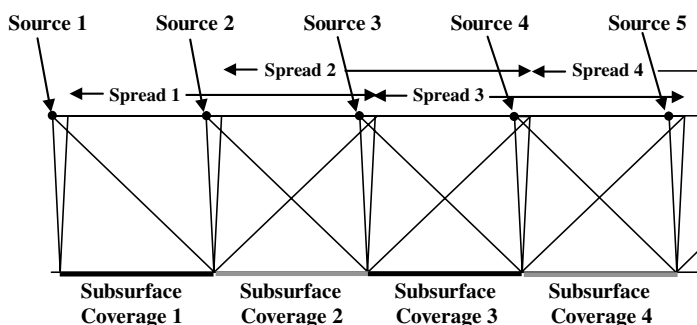 Source 1 Source 2 Source 3 Source 4 Source 5
Spread 2 Spread 4
Spread 1 Spread 3
Subsurface Subsurface Subsurface Subsurface
Coverage 1 Coverage 2 Coverage 3 Coverage 4